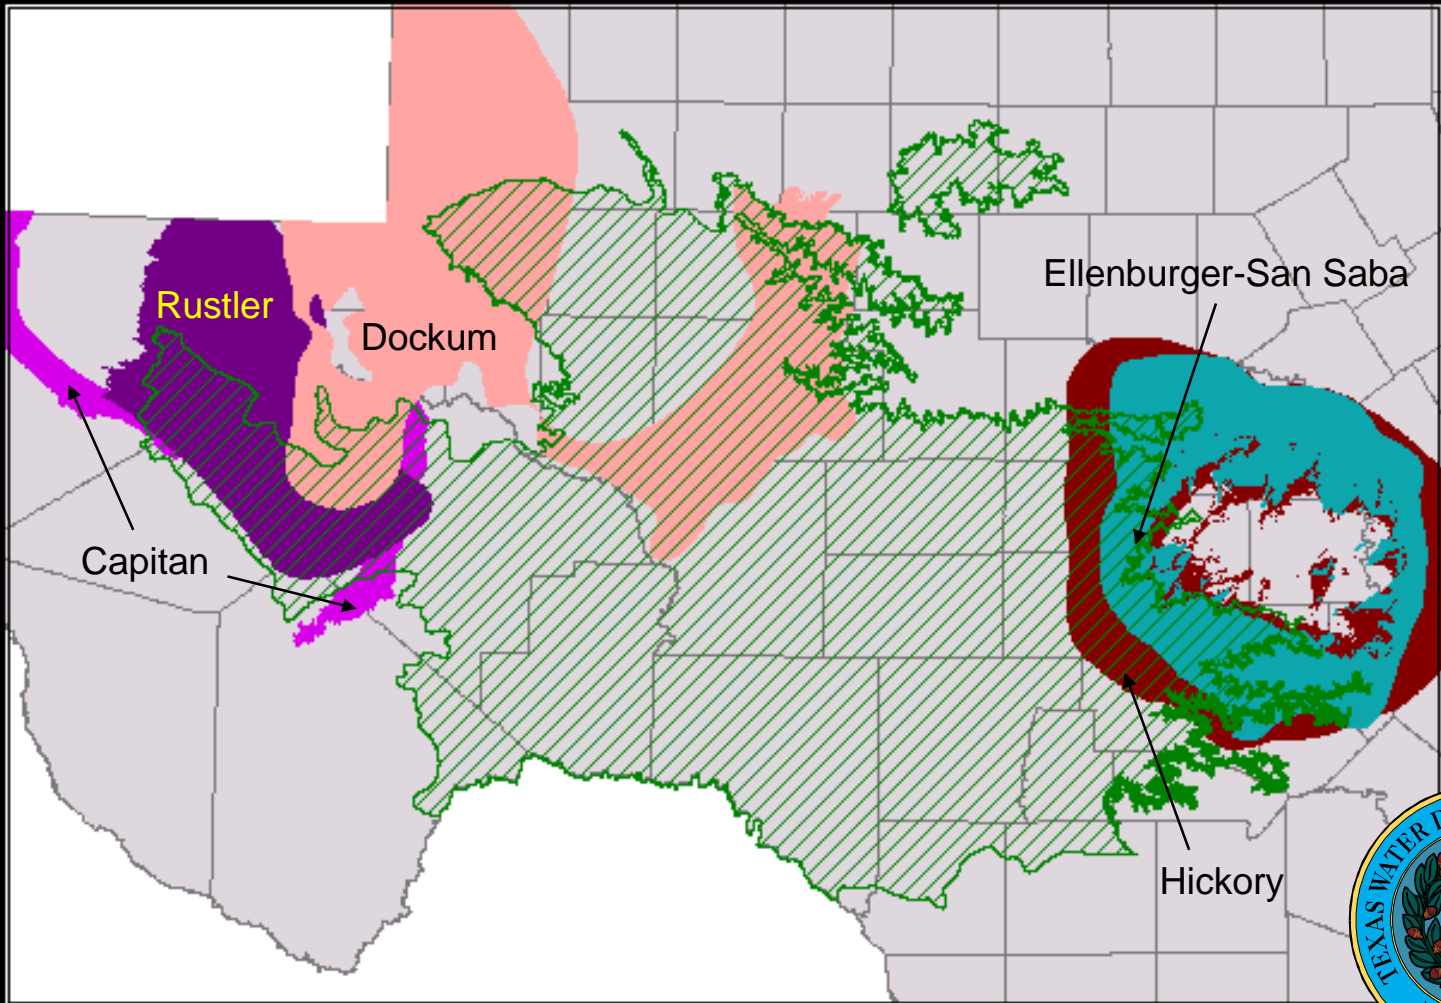 Ellenburger-San Saba
Rustler
Dockum
Capitan
Hickory
TEXAS WATER